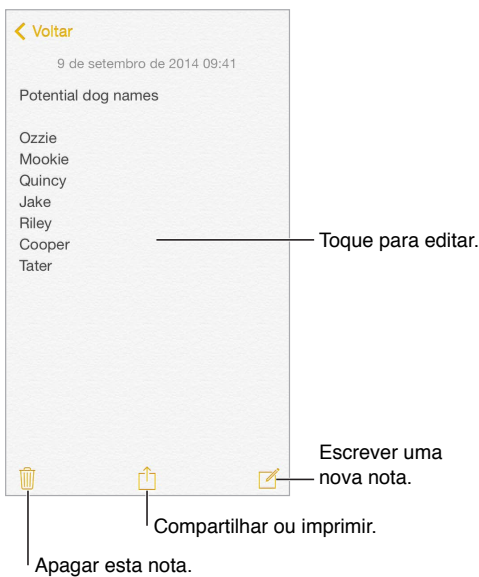 Voltar
9 de setembro de 2014 09:41
Potential dog names
Ozzie
Mookie
Quincy
Jake
Riley
Cooper
Tater
Toque para editar.
Escrever uma
nova nota.
Compartilhar ou imprimir.
Apagar esta nota.